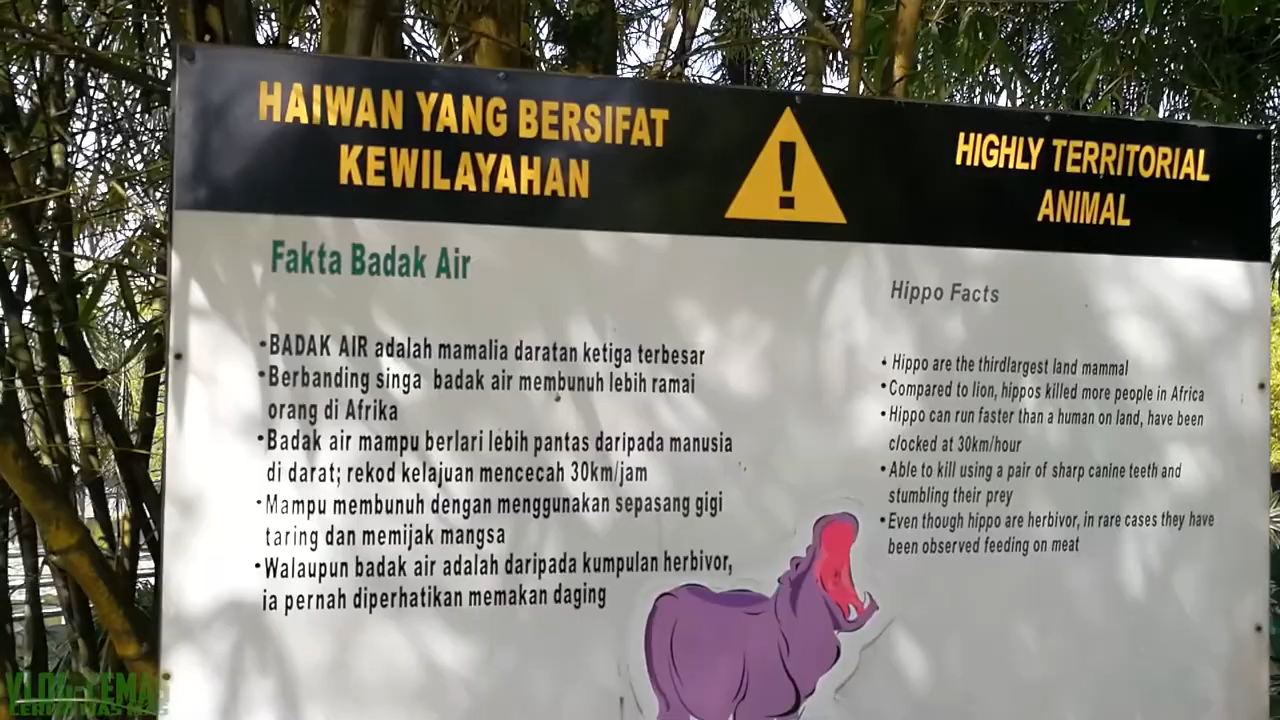 HAIWAN YANG BERSIFAT
KEWILAYAHAN
HIGHLY TERRITORIAL
ANIMAL
Fakta Badak Air
•BADAK AIR adalah mamalia daratan ketiga terbesar
•Berbanding singa badak air membunuh lebih ramai
orang di Afrika
•Badak air mampu berlari lebih pantas daripada manusia
di darat; rekod kelajuan mencecah 30km/jam
•Mampu membunuh dengan menggunakan sepasang gigi
taring dan memijak mangsa
•Walaupun badak air adalah daripada kumpulan herbivor,
ia pernah diperhatikan memakan daging
Hippo Facts
• Hippo are the thirdlargest land mammal
•Compared to lion, hippos killed more people in Africa
•Hippo can run faster than a human on land, have been
clocked at 30km/hour
•Able to kill using a pair of sharp canine teeth and
stumbling their prey
•Even though hippo are herbivor, in rare cases they have
been observed feeding on meat